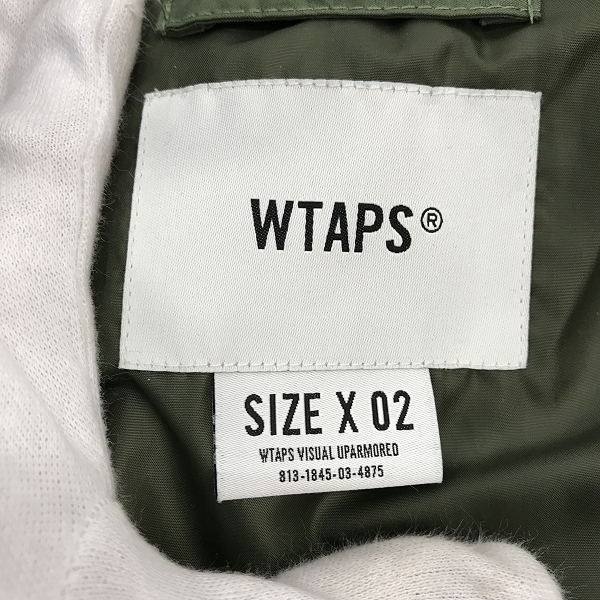 WTAPS®
SIZE X 02
WTAPS VISUAL UPARMORED
813-1845-03-4875